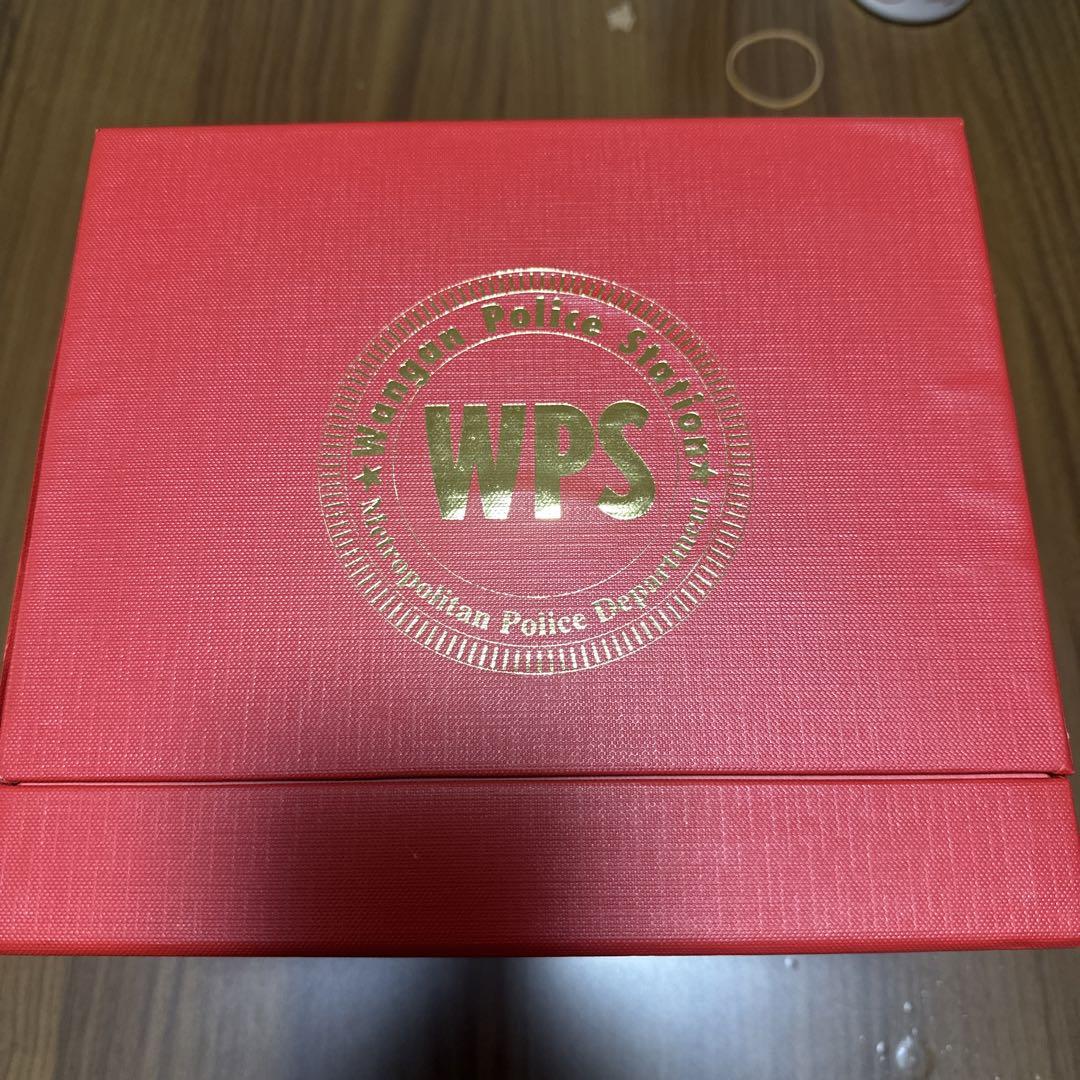 ★Wangan Police Station★
WPS
Metropolitan Police Department